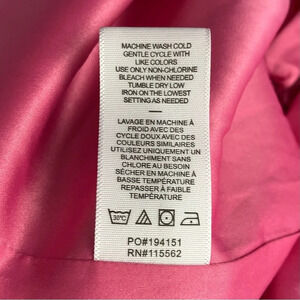 MACHINE WASH COLD
GENTLE CYCLE WITH
LIKE COLORS
USE ONLY NON-CHLORINE
BLEACH WHEN NEEDED
TUMBLE DRY LOW
IRON ON THE LOWEST
SETTING AS NEEDED
—
LAVAGE EN MACHINE À
FROID AVEC DES
CYCLE DOUX AVEC DES
COULEURS SIMILAIRES
UTILISEZ UNIQUEMENT UN
BLANCHIMENT SANS
CHLORE AU BESOIN
SÉCHER EN MACHINE À
BASSE TEMPÉRATURE
REPASSER À FAIBLE
TEMPÉRATURE
30°C
PO#194151
RN#115562